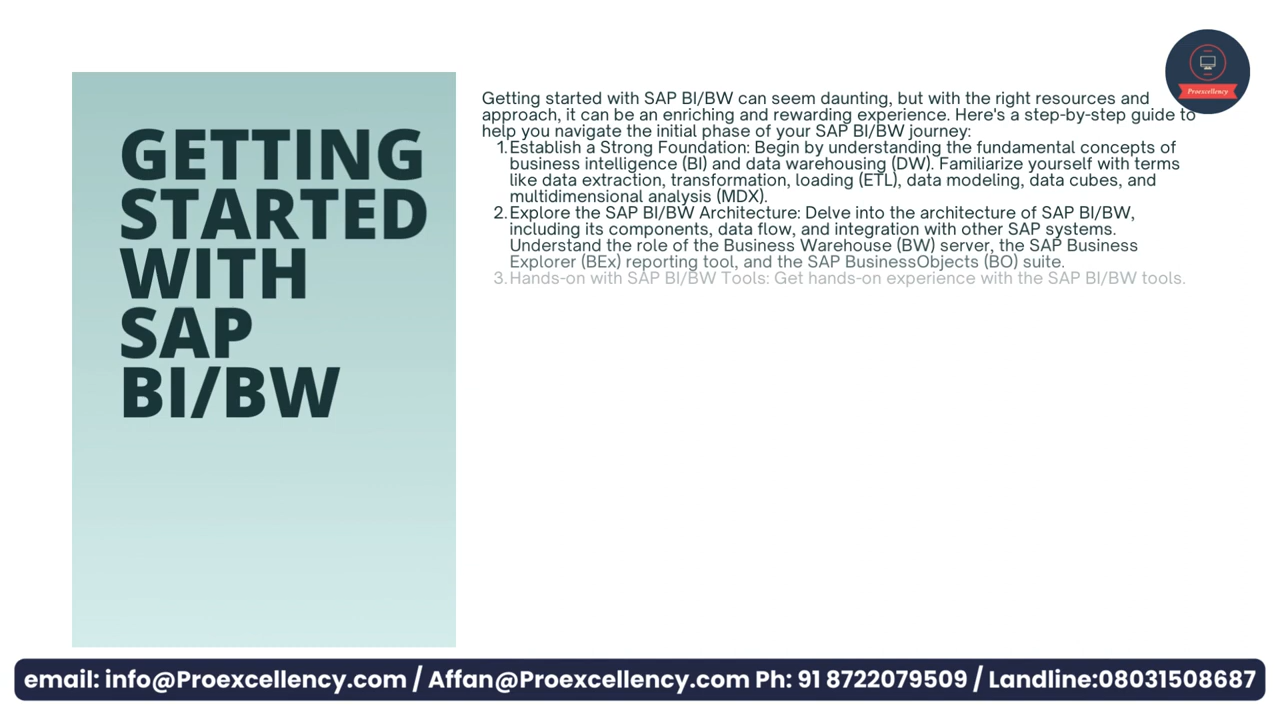 GETTING
STARTED
WITH
SAP
BI/BW
Proexcellency
Getting started with SAP BI/BW can seem daunting, but with the right resources and
approach, it can be an enriching and rewarding experience. Here's a step-by-step guide to
help you navigate the initial phase of your SAP BI/BW journey:
1. Establish a Strong Foundation: Begin by understanding the fundamental concepts of
business intelligence (BI) and data warehousing (DW). Familiarize yourself with terms
like data extraction, transformation, loading (ETL), data modeling, data cubes, and
multidimensional analysis (MDX).
2. Explore the SAP BI/BW Architecture: Delve into the architecture of SAP BI/BW,
including its components, data flow, and integration with other SAP systems.
Understand the role of the Business Warehouse (BW) server, the SAP Business
Explorer (BEx) reporting tool, and the SAP BusinessObjects (BO) suite.
3. Hands-on with SAP BI/BW Tools: Get hands-on experience with the SAP BI/BW tools.
email: info@Proexcellency.com / Affan@Proexcellency.com Ph: 91 8722079509 / Landline:08031508687